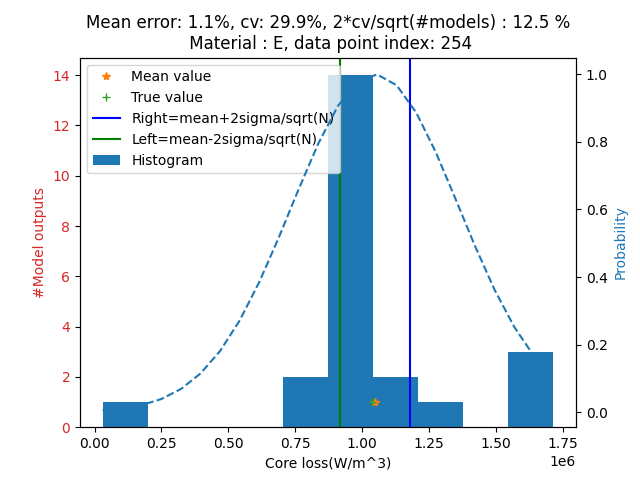 Mean error: 1.1%, cv: 29.9%, 2*cv/sqrt(#models) : 12.5 %
Material : E, data point index: 254
Mean value
True value
Right=mean+2sigma/sqrt(N)
Left=mean-2sigma/sqrt(N)
Histogram
#Model outputs
14
12
10
8
6
4
2
0
Probability
1.0
0.8
0.6
0.4
0.2
0.0
0.00 0.25 0.50 0.75 1.00 1.25 1.50 1.75
1e6
Core loss(W/m^3)